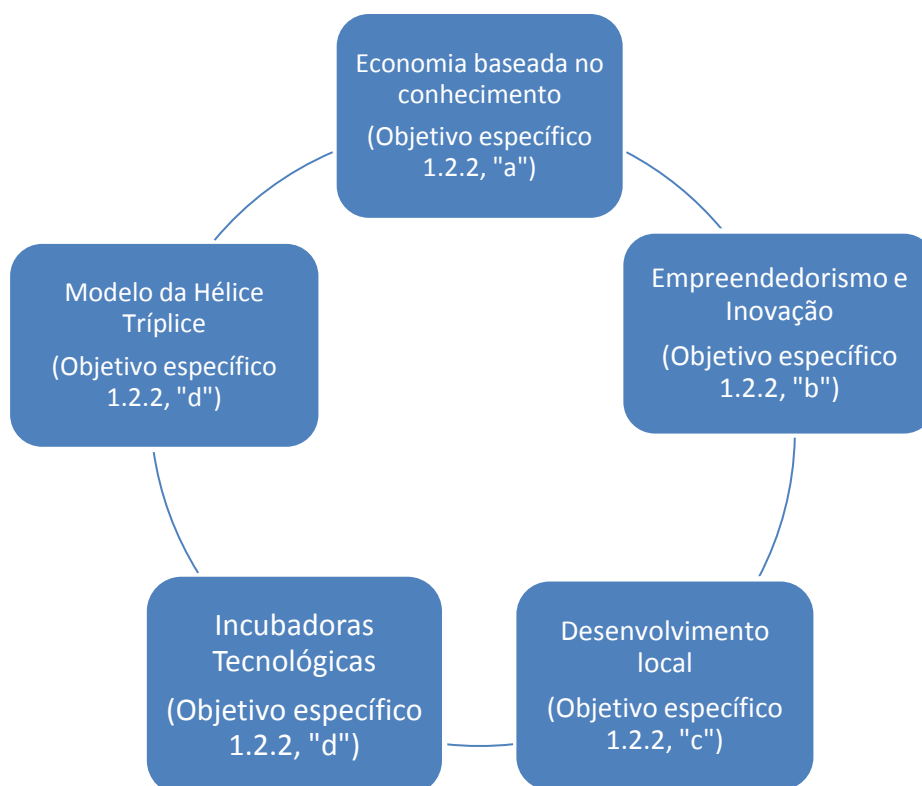 Economia baseada no
conhecimento
(Objetivo específico
1.2.2, "a")
Empreendedorismo e
Inovação
(Objetivo específico
1.2.2, "b")
Desenvolvimento
local
(Objetivo específico
1.2.2, "c")
Incubadoras
Tecnológicas
(Objetivo específico
1.2.2, "d")
Modelo da Hélice
Tríplice
(Objetivo específico
1.2.2, "d")